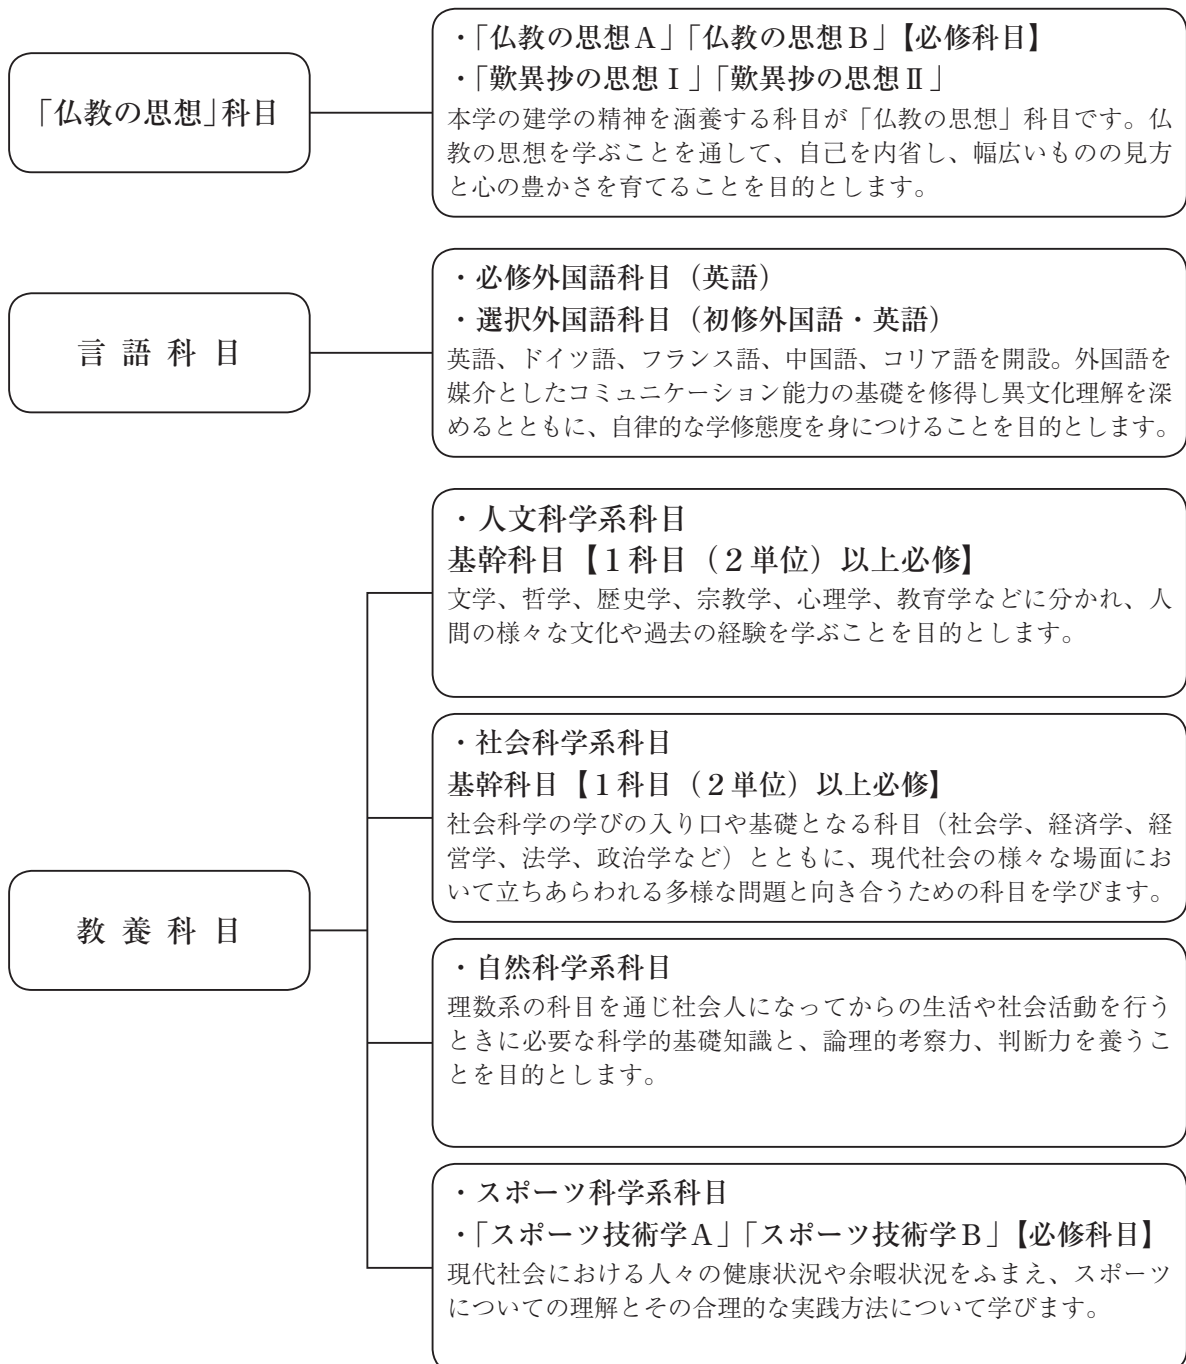 「仏教の思想」科目
・「仏教の思想A」「仏教の思想B」【必修科目】
・「歎異抄の思想Ⅰ」「歎異抄の思想Ⅱ」
本学の建学の精神を涵養する科目が「仏教の思想」科目です。仏
教の思想を学ぶことを通して、自己を内省し、幅広いものの見方
と心の豊かさを育てることを目的とします。
言語科目
・必修外国語科目（英語）
・選択外国語科目（初修外国語・英語）
英語、ドイツ語、フランス語、中国語、コリア語を開設。外国語を
媒介としたコミュニケーション能力の基礎を修得し異文化理解を深
めるとともに、自律的な学修態度を身につけることを目的とします。
教養科目
・人文科学系科目
基幹科目【１科目（２単位）以上必修】
文学、哲学、歴史学、宗教学、心理学、教育学などに分かれ、人
間の様々な文化や過去の経験を学ぶことを目的とします。
・社会科学系科目
基幹科目【１科目（２単位）以上必修】
社会科学の学びの入り口や基礎となる科目（社会学、経済学、経
営学、法学、政治学など）とともに、現代社会の様々な場面にお
いて立ちあらわれる多様な問題と向き合うための科目を学びます。
・自然科学系科目
理数系の科目を通じ社会人になってからの生活や社会活動を行う
ときに必要な科学的基礎知識と、論理的考察力、判断力を養うこ
とを目的とします。
・スポーツ科学系科目
・「スポーツ技術学A」「スポーツ技術学B」【必修科目】
現代社会における人々の健康状況や余暇状況をふまえ、スポーツ
についての理解とその合理的な実践方法について学びます。